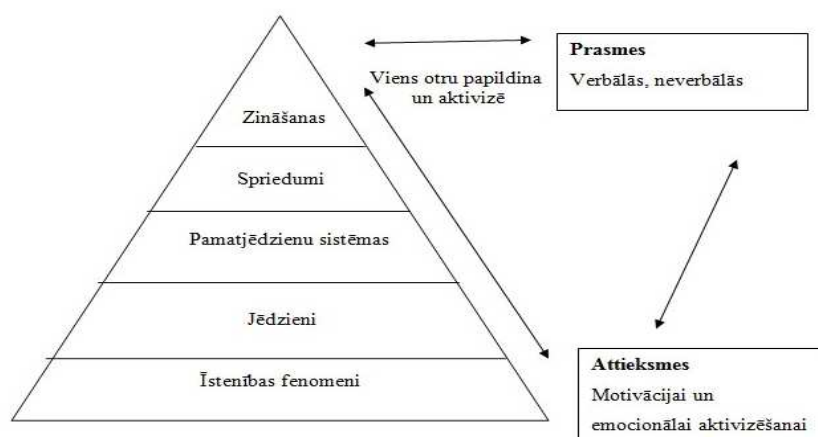 Prasmes
Verbālās, neverbālās
Viens otru papildina
un aktivizē
Zināšanas
Spriedumi
Pamatjēdzienu sistēmas
Jēdzieni
Īstenības fenomeni
Attieksmes
Motivācijai un
emocionālai aktivizēšanai